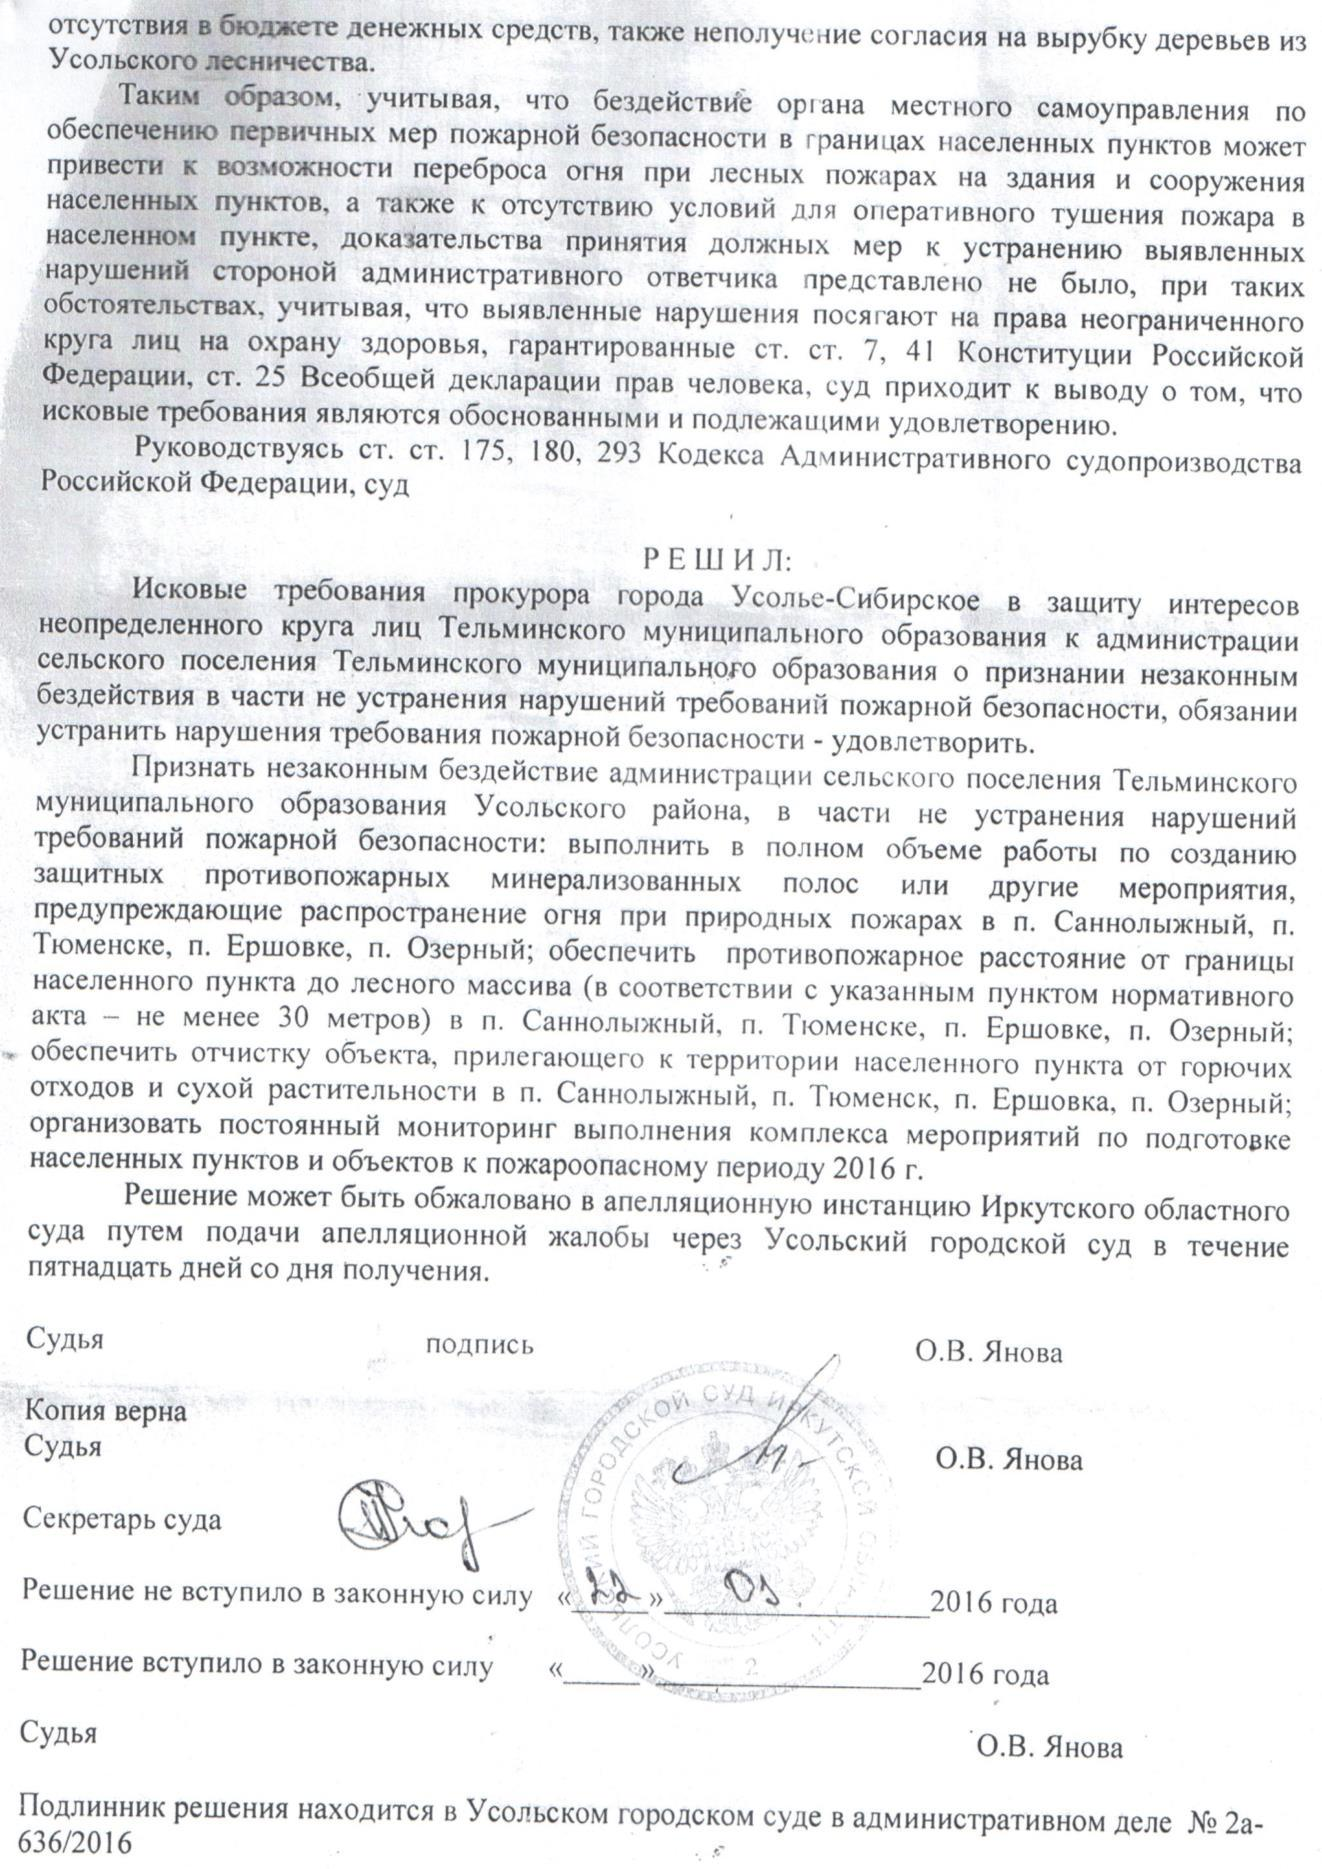 отсутствия в бюджете денежных средств, также неполучение согласия на вырубку деревьев из
Усольского лесничества.
Таким образом, учитывая, что бездействие органа местного самоуправления по
обеспечению первичных мер пожарной безопасности в границах населенных пунктов может
привести к возможности переброса огня при лесных пожарах на здания и сооружения
населенных пунктов, а также к отсутствию условий для оперативного тушения пожара в
населенном пункте, доказательства принятия должных мер к устранению выявленных
нарушений стороной административного ответчика представлено не было, при таких
обстоятельствах, учитывая, что выявленные нарушения посягают на права неограниченного
круга лиц на охрану здоровья, гарантированные ст. ст. 7, 41 Конституции Российской
Федерации, ст. 25 Всеобщей декларации прав человека, суд приходит к выводу о том, что
исковые требования являются обоснованными и подлежащими удовлетворению.
Руководствуясь ст. ст. 175, 180, 293 Кодекса Административного судопроизводства
Российской Федерации, суд
Р Е Ш И Л:
Исковые требования прокурора города Усолье-Сибирское в защиту интересов
неопределенного круга лиц Тельминского муниципального образования к администрации
сельского поселения Тельминского муниципального образования о признании незаконным
бездействия в части не устранения нарушений требований пожарной безопасности, обязании
устранить нарушения требования пожарной безопасности - удовлетворить.
Признать незаконным бездействие администрации сельского поселения Тельминского
муниципального образования Усольского района, в части не устранения нарушений
требований пожарной безопасности: выполнить в полном объеме работы по созданию
защитных противопожарных минерализованных полос или другие мероприятия,
предупреждающие распространение огня при природных пожарах в п. Саннолыжный, п.
Тюменске, п. Ершовке, п. Озерный; обеспечить противопожарное расстояние от границы
населенного пункта до лесного массива (в соответствии с указанным пунктом нормативного
акта – не менее 30 метров) в п. Саннолыжный, п. Тюменске, п. Ершовке, п. Озерный;
обеспечить отчистку объекта, прилегающего к территории населенного пункта от горючих
отходов и сухой растительности в п. Саннолыжный, п. Тюменск, п. Ершовка, п. Озерный;
организовать постоянный мониторинг выполнения комплекса мероприятий по подготовке
населенных пунктов и объектов к пожароопасному периоду 2016 г.
Решение может быть обжаловано в апелляционную инстанцию Иркутского областного
суда путем подачи апелляционной жалобы через Усольский городской суд в течение
пятнадцать дней со дня получения.
Судья подпись О.В. Янова
Копия верна
Судья О.В. Янова
УСОЛЬСКИЙ ГОРОДСКОЙ СУД ИРКУТСКОЙ ОБЛАСТИ
2
Секретарь суда
Решение не вступило в законную силу «22» 03. 2016 года
Решение вступило в законную силу «_____»__________________2016 года
Судья О.В. Янова
Подлинник решения находится в Усольском городском суде в административном деле № 2а-
636/2016